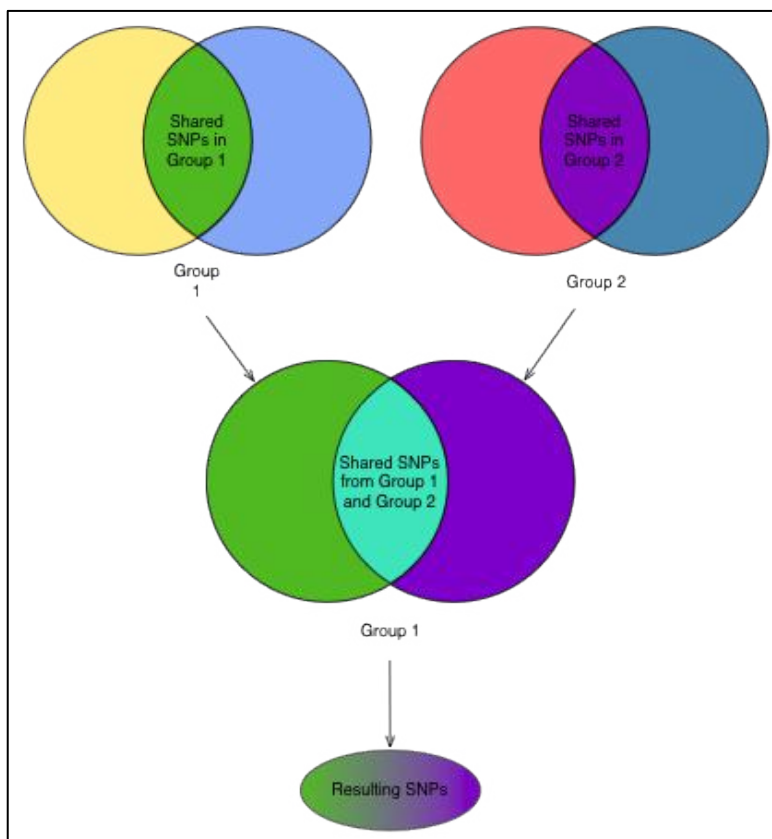 Shared
SNPs in
Group 1
Shared
SNPs in
Group 2
Group
1
Group 2
Shared SNPs
from Group 1
and Group 2
Group 1
Resulting SNPs